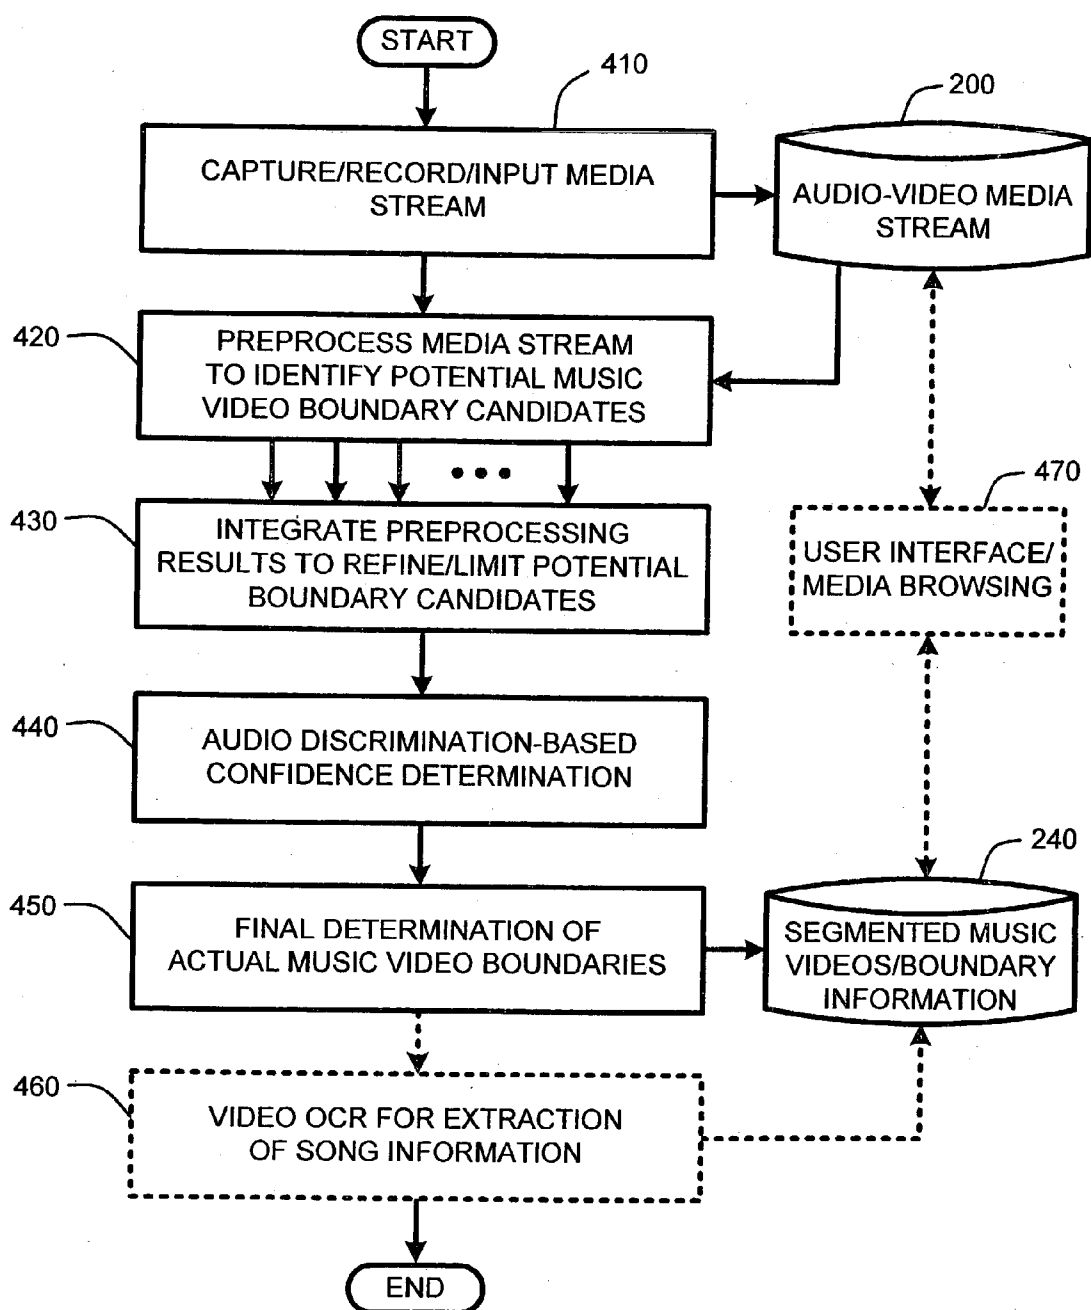 START
410
200
CAPTURE/RECORD/INPUT MEDIA
STREAM
AUDIO-VIDEO MEDIA
STREAM
420
PREPROCESS MEDIA STREAM
TO IDENTIFY POTENTIAL MUSIC
VIDEO BOUNDARY CANDIDATES
430
INTEGRATE PREPROCESSING
RESULTS TO REFINE/LIMIT POTENTIAL
BOUNDARY CANDIDATES
470
USER INTERFACE/
MEDIA BROWSING
440
AUDIO DISCRIMINATION-BASED
CONFIDENCE DETERMINATION
240
450
FINAL DETERMINATION OF
ACTUAL MUSIC VIDEO BOUNDARIES
SEGMENTED MUSIC
VIDEOS/BOUNDARY
INFORMATION
460
VIDEO OCR FOR EXTRACTION
OF SONG INFORMATION
END